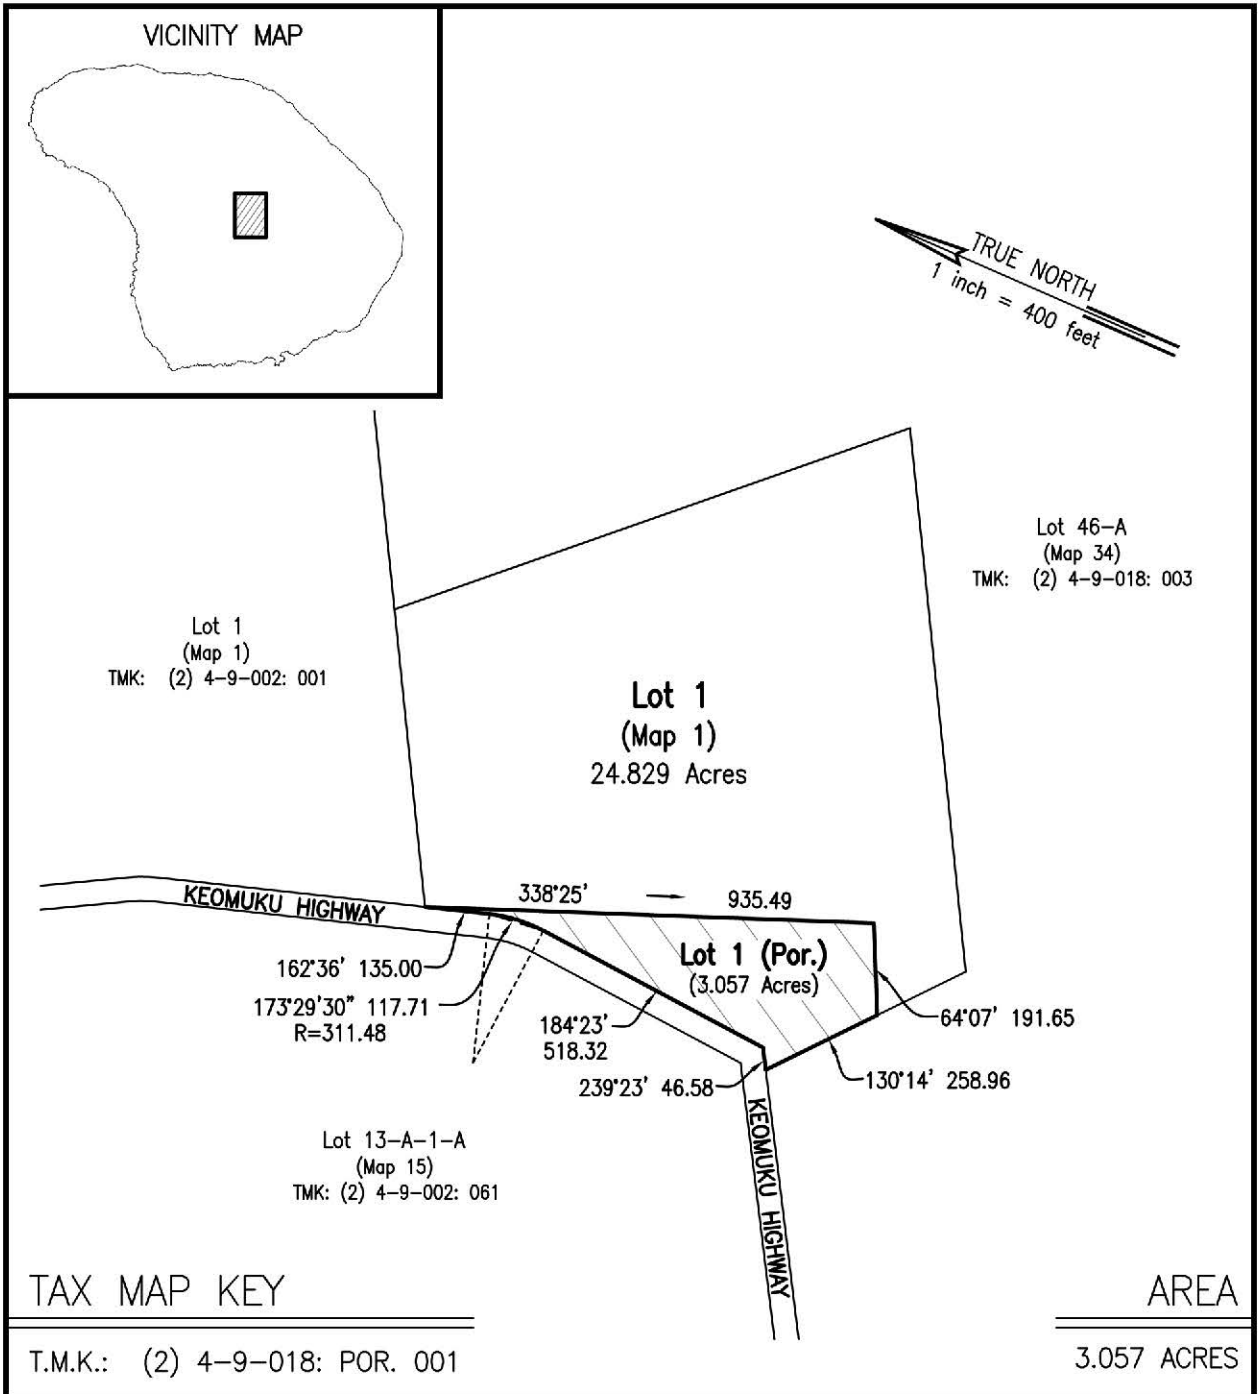 VICINITY MAP
TRUE NORTH
1 inch = 400 feet
Lot 46-A
(Map 34)
TMK: (2) 4-9-018: 003
Lot 1
(Map 1)
TMK: (2) 4-9-002: 001
Lot 1
(Map 1)
24.829 Acres
KEOMUKU HIGHWAY
338°25' 935.49
Lot 1 (Por.)
(3.057 Acres)
162°36' 135.00
173°29'30" 117.71
R=311.48
184°23'
518.32
64°07' 191.65
239°23' 46.58
130°14' 258.96
KEOMUKU HIGHWAY
Lot 13-A-1-A
(Map 15)
TMK: (2) 4-9-002: 061
TAX MAP KEY
T.M.K.: (2) 4-9-018: POR. 001
AREA
3.057 ACRES